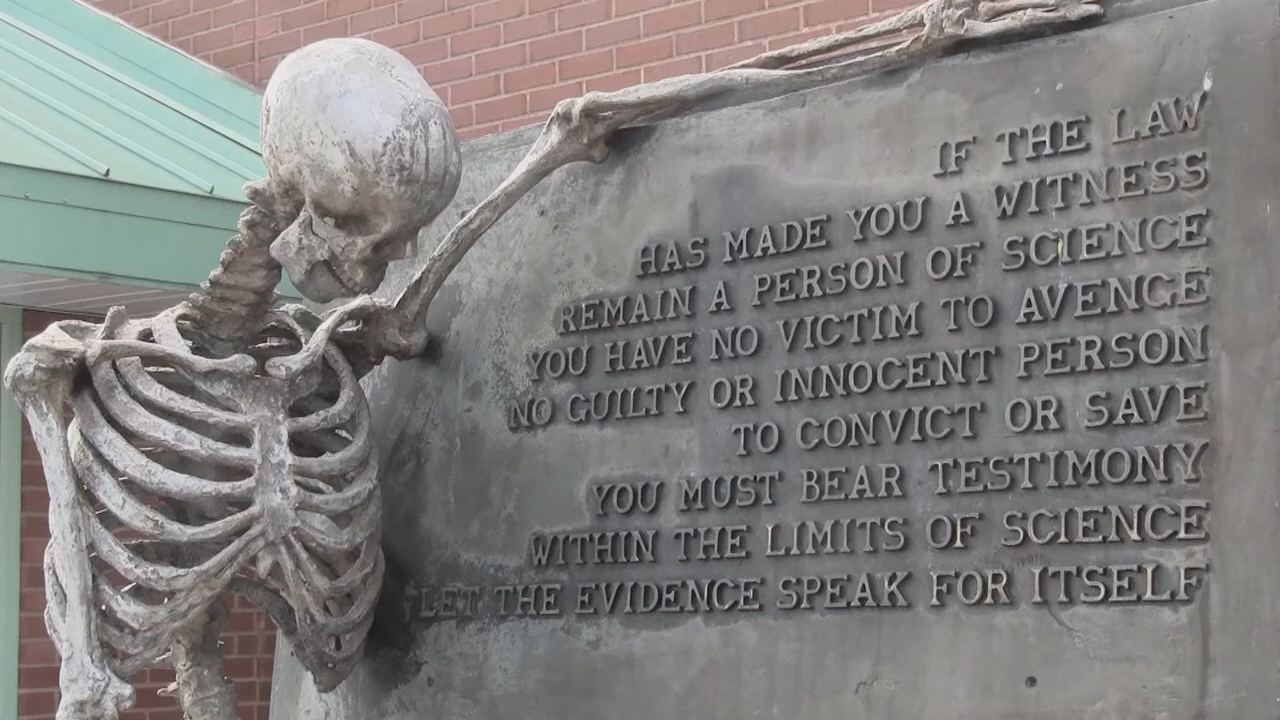 IF THE LAW
HAS MADE YOU A WITNESS
REMAIN A PERSON OF SCIENCE
YOU HAVE NO VICTIM TO AVENGE
NO GUILTY OR INNOCENT PERSON
TO CONVICT OR SAVE
YOU MUST BEAR TESTIMONY
WITHIN THE LIMITS OF SCIENCE
LET THE EVIDENCE SPEAK FOR ITSELF